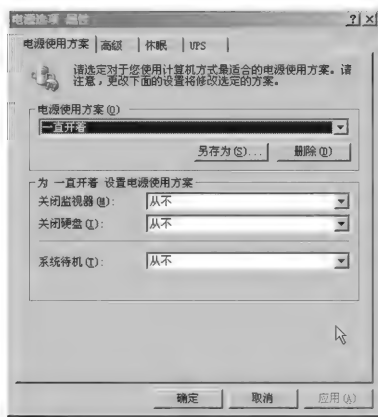 电源选项 属性
电源使用方案 高级 休眠 UPS
请选定对于您使用计算机方式最适合的电源使用方案。请
注意，更改下面的设置将修改选定的方案。
电源使用方案(O)
一直开着
另存为(S)... 删除(D)
为 一直开着 设置电源使用方案
关闭监视器(M): 从不
关闭硬盘(I): 从不
系统待机(T): 从不
确定 取消 应用(A)